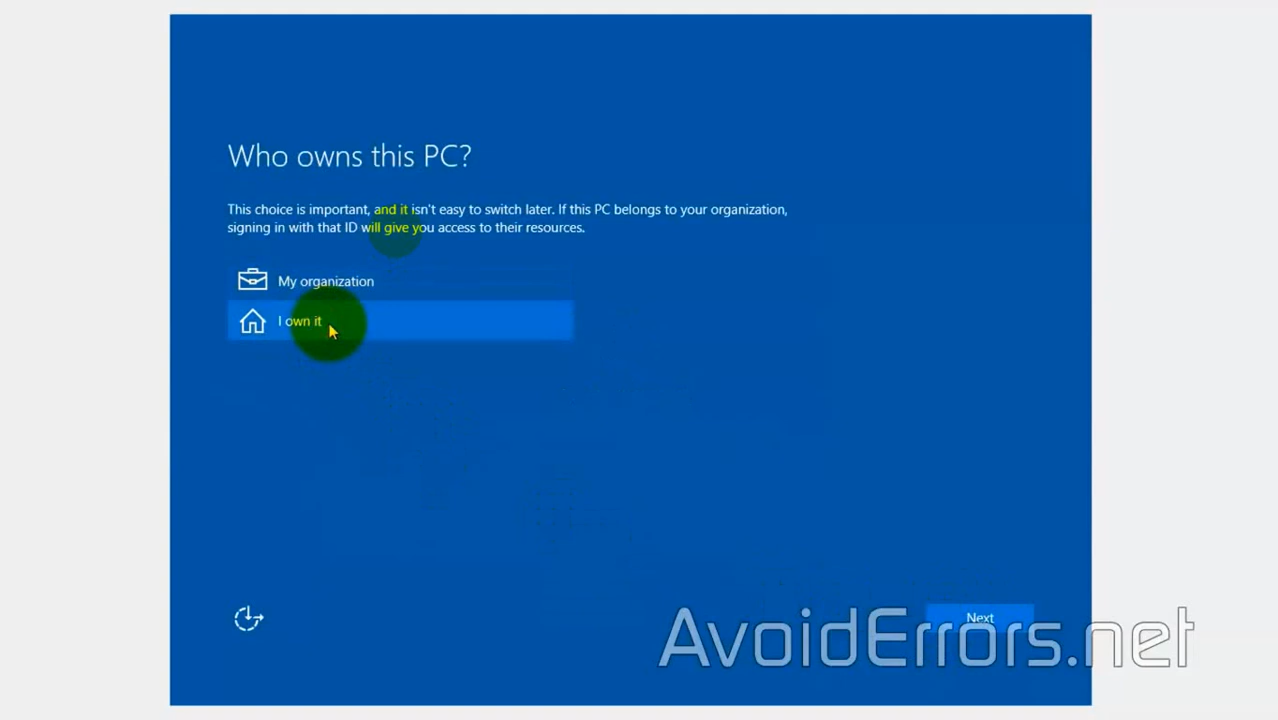 Who owns this PC?
This choice is important, and it isn't easy to switch later. If this PC belongs to your organization,
signing in with that ID will give you access to their resources.
My organization
I own it
Next
AvoidErrors.net